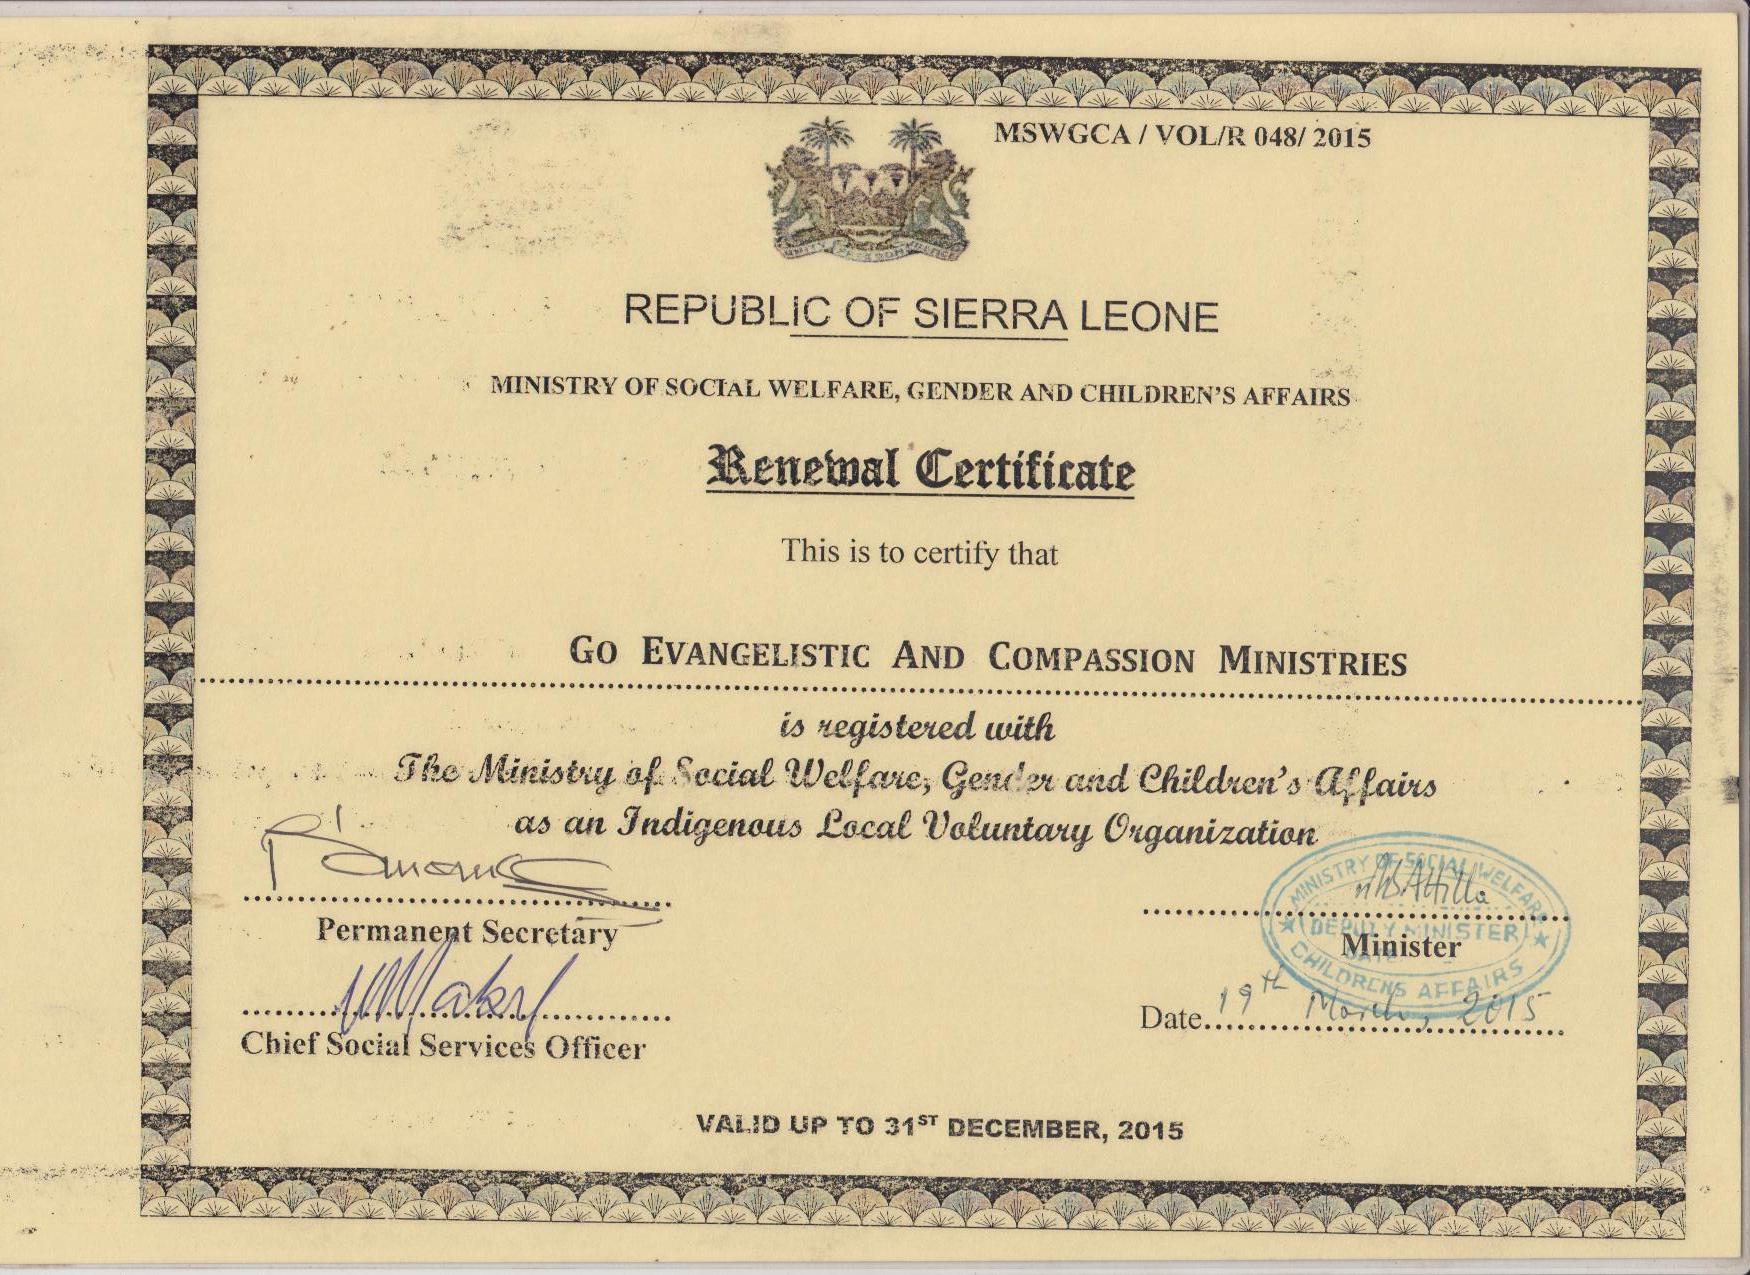 MSWGCA / VOL/R 048/ 2015
REPUBLIC OF SIERRA LEONE
MINISTRY OF SOCIAL WELFARE, GENDER AND CHILDREN'S AFFAIRS
Renewal Certificate
This is to certify that
GO EVANGELISTIC AND COMPASSION MINISTRIES
is registered with
The Ministry of Social Welfare, Gender and Children's Affairs
as an Indigenous Local Voluntary Organization
Permanent Secretary
Chief Social Services Officer
MINISTRY OF SOCIAL WELFARE
DEPUTY MINISTER
CHILDRENS AFFAIRS
Minister
Date 19th March, 2015
VALID UP TO 31ST DECEMBER, 2015